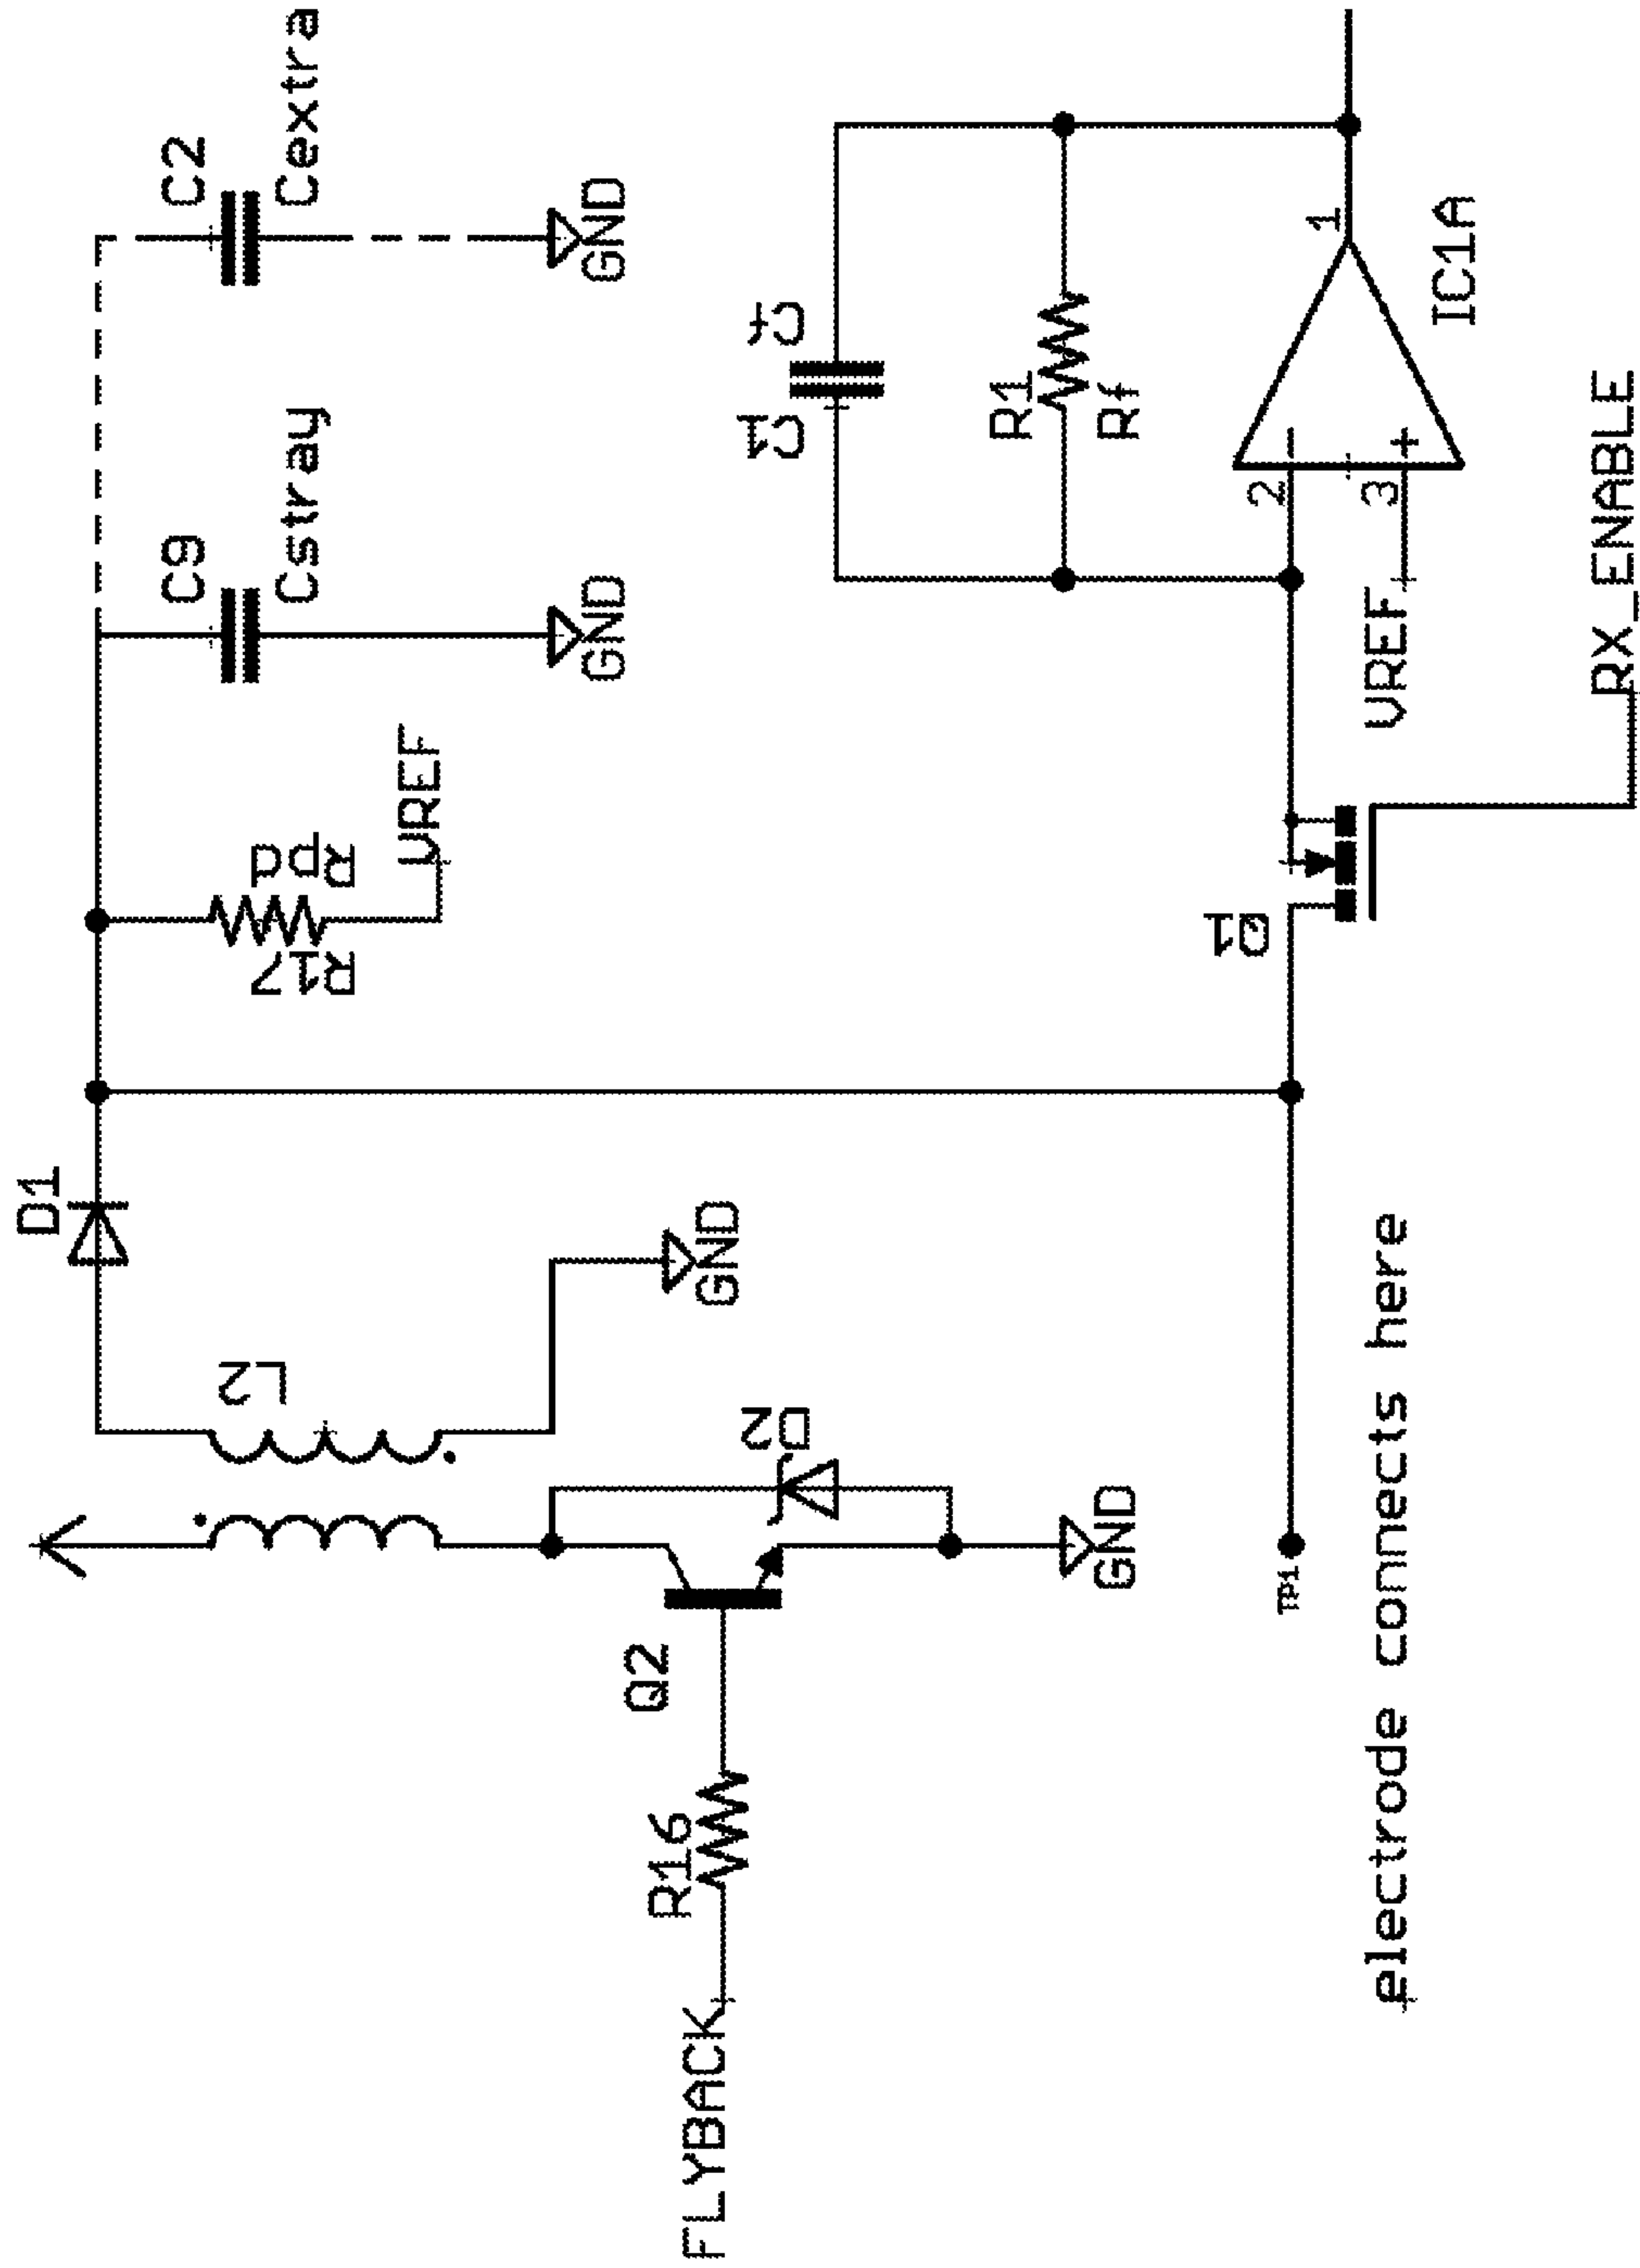 C2
Cextra
GND
C9
Cstray
GND
Rpd
R17
VREF
D1
L2
GND
D2
Q2
GND
R16
FLYBACK
Cf
C1
R1
Rf
1
IC1A
2
3
-
+
VREF
RX_ENABLE
Q1
TP1
electrode connects here